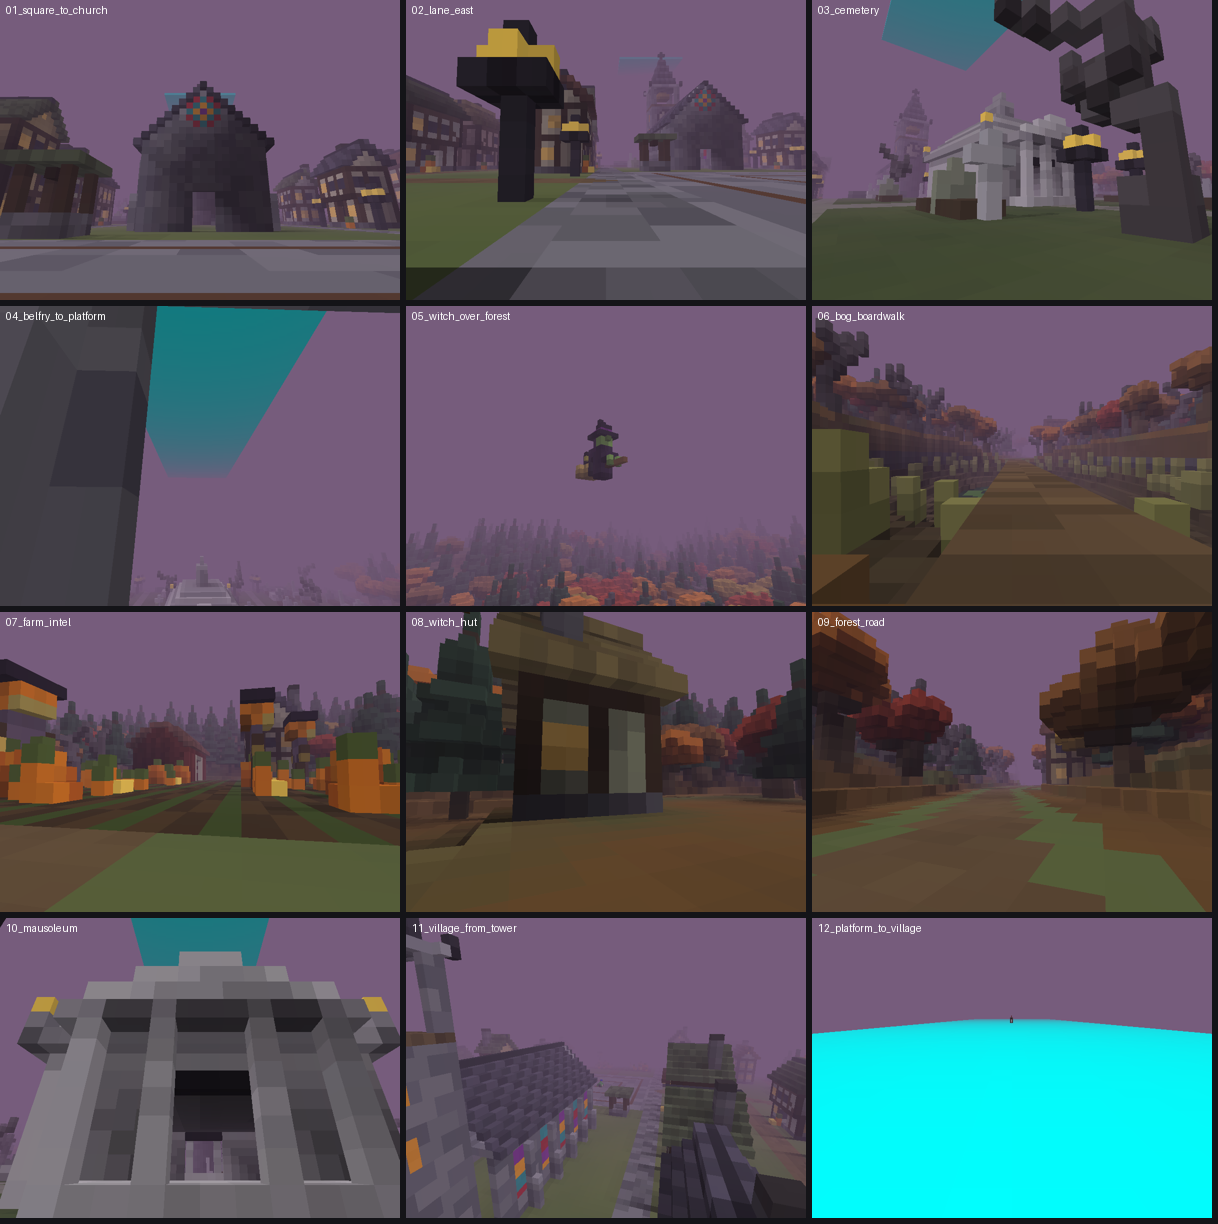 01_square_to_church
02_lane_east
03_cemetery
04_belfry_to_platform
05_witch_over_forest
06_bog_boardwalk
07_farm_intel
08_witch_hut
09_forest_road
10_mausoleum
11_village_from_tower
12_platform_to_village